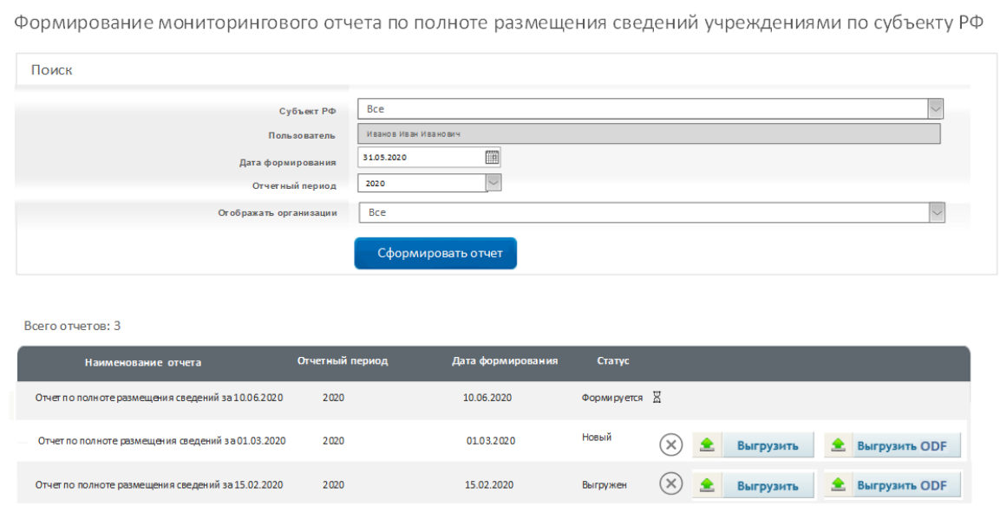 Формирование мониторингового отчета по полноте размещения сведений учреждениями по субъекту РФ
Поиск
Субъект РФ Все
Пользователь Иванов Иван Иванович
Дата формирования 31.05.2020
Отчетный период 2020
Отображать организации Все
Сформировать отчет
Всего отчетов: 3
Наименование отчета Отчетный период Дата формирования Статус
Отчет по полноте размещения сведений за 10.06.2020 2020 10.06.2020 Формируется
Отчет по полноте размещения сведений за 01.03.2020 2020 01.03.2020 Новый Выгрузить Выгрузить ODF
Отчет по полноте размещения сведений за 15.02.2020 2020 15.02.2020 Выгружен Выгрузить Выгрузить ODF